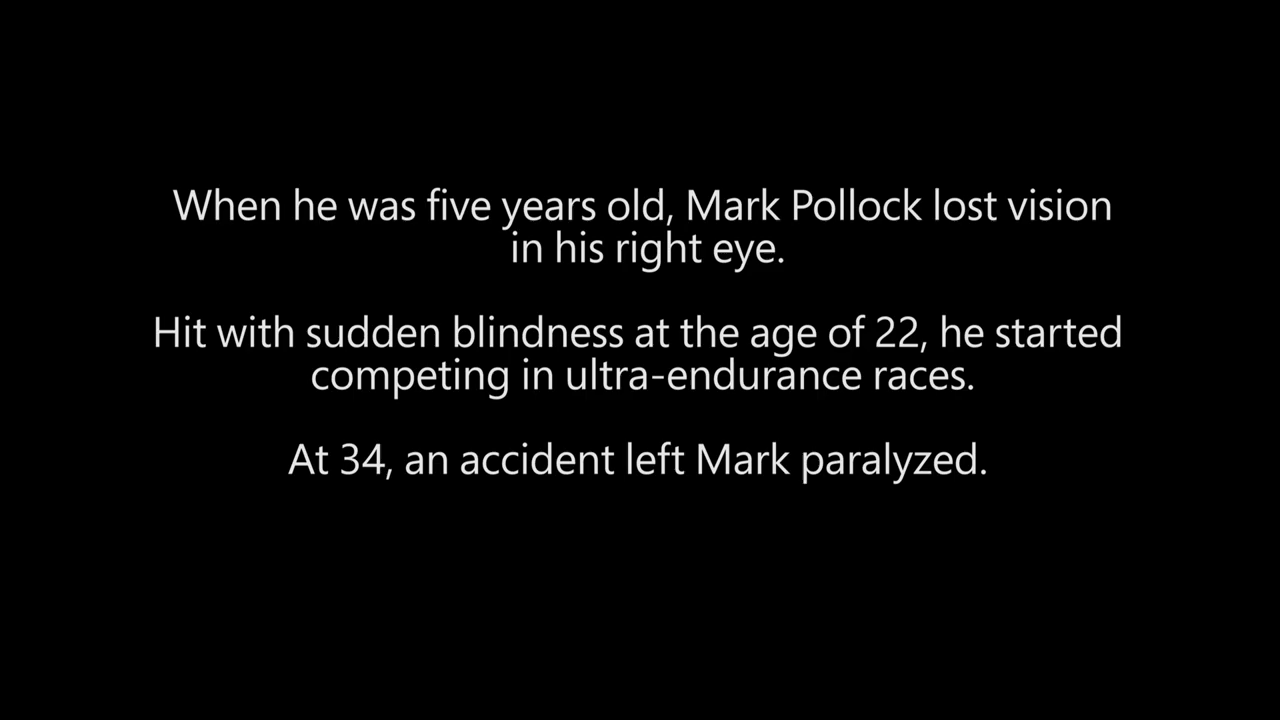 When he was five years old, Mark Pollock lost vision
in his right eye.
Hit with sudden blindness at the age of 22, he started
competing in ultra-endurance races.
At 34, an accident left Mark paralyzed.